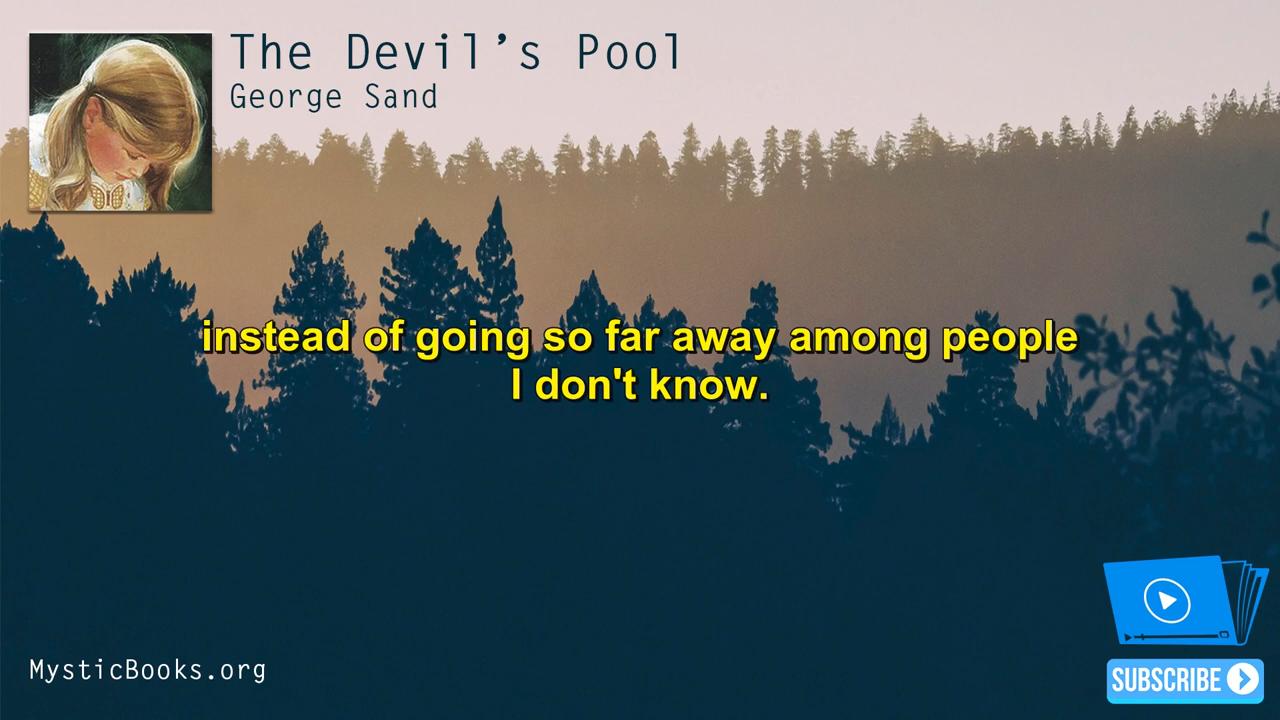 The Devil's Pool
George Sand
instead of going so far away among people
I don't know.
MysticBooks.org
SUBSCRIBE